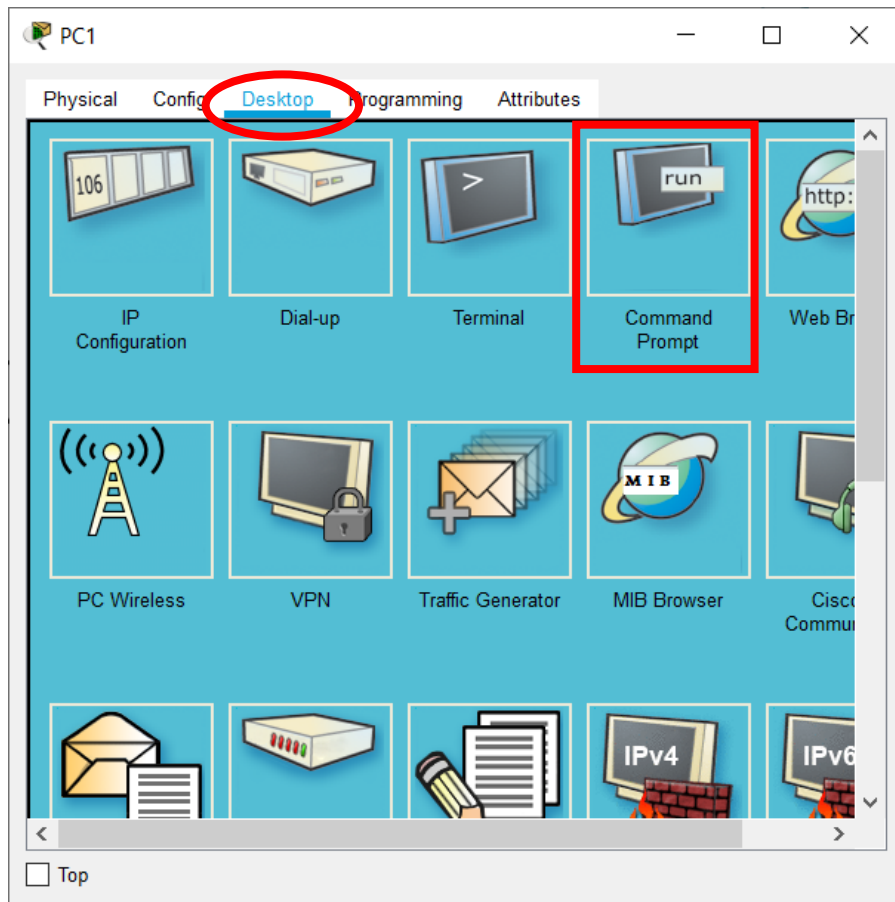 PC1
Physical Config Desktop Programming Attributes
106
>
run
http:
IP
Configuration
Dial-up
Terminal
Command
Prompt
Web Br
MIB
PC Wireless
VPN
Traffic Generator
MIB Browser
Cisco
Commun
IPv4
IPv6
Top